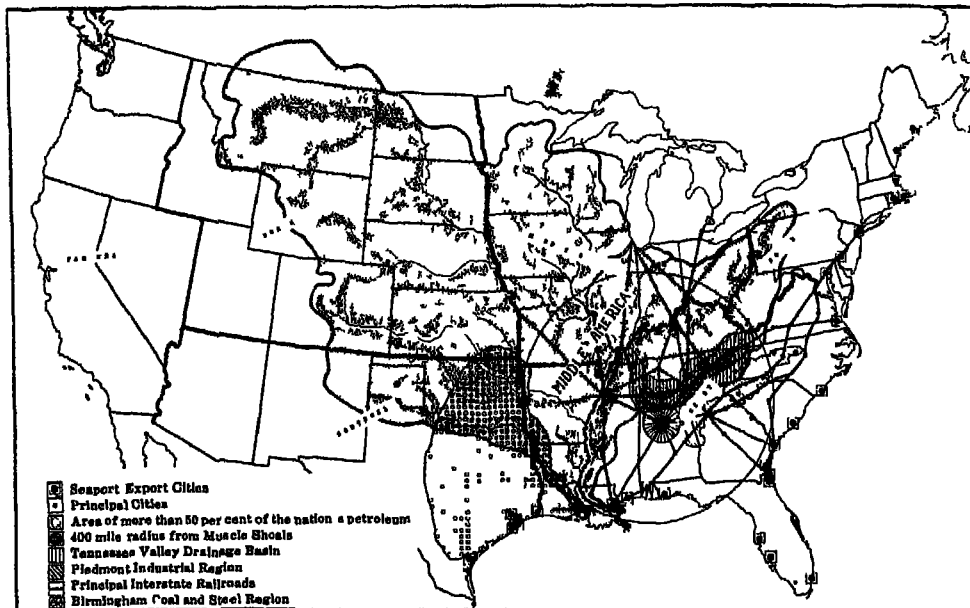 FAR WES
MIDDLE AMERICA
Seaport Export Cities
Principal Cities
Area of more than 50 per cent of the nation s petroleum
400 mile radius from Muscle Shoals
Tennessee Valley Drainage Basin
Piedmont Industrial Region
Principal Interstate Railroads
Birmingham Coal and Steel Region